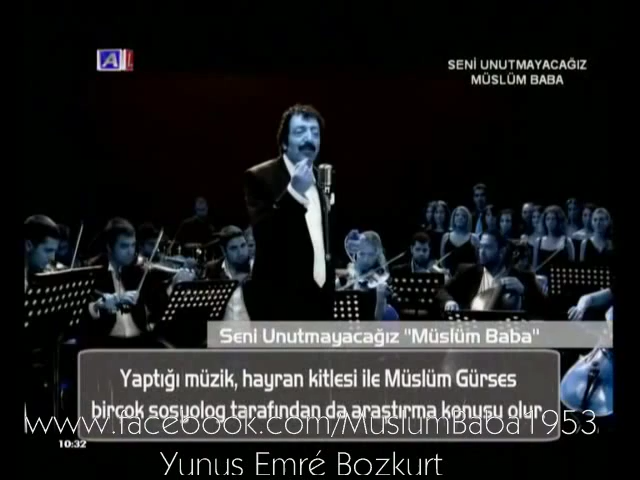 A
SENİ UNUTMAYACAĞIZ
MÜSLÜM BABA
Seni Unutmayacağız "Müslüm Baba"
Yaptığı müzik, hayran kitlesi ile Müslüm Gürses
birçok sosyolog tarafından da araştırma konusu olur
www.facebook.com/MuslumBaba1953
10:32
Yunus Emré Bozkurt